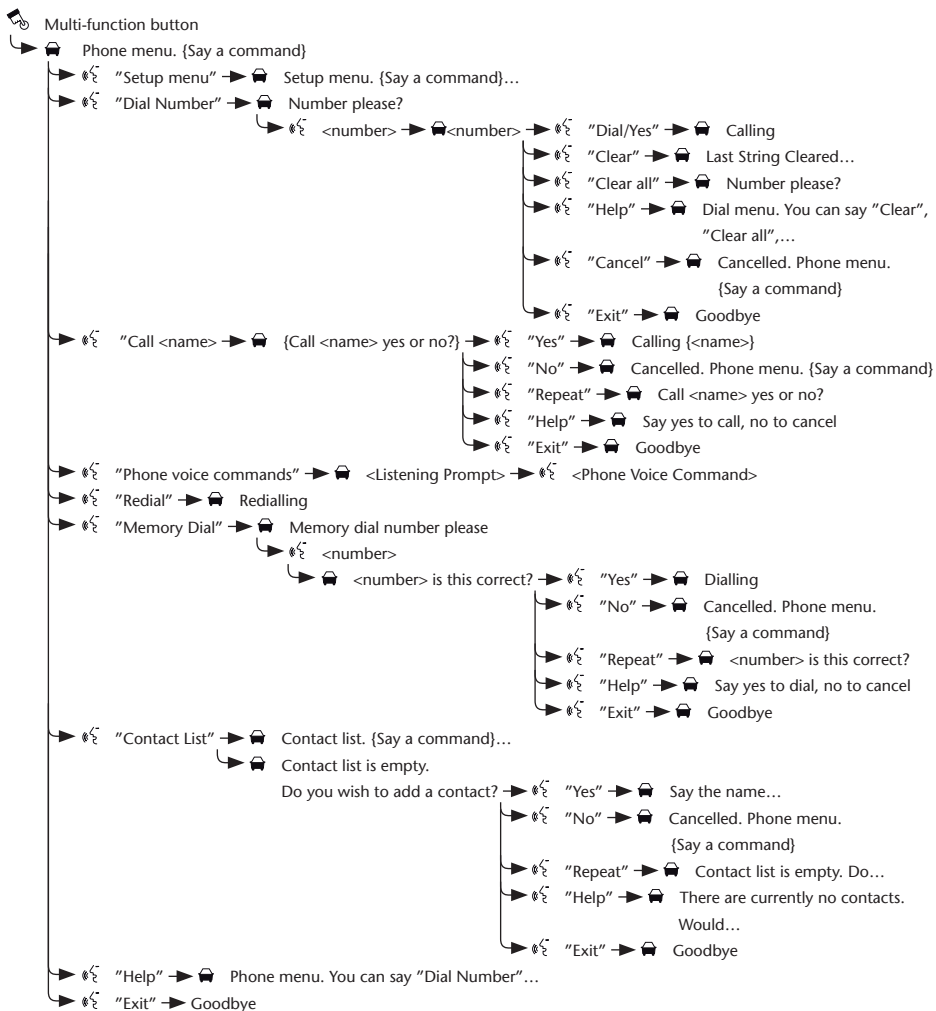 Multi-function button
Phone menu. {Say a command}
"Setup menu" Setup menu. {Say a command}…
"Dial Number" Number please?
<number> <number> "Dial/Yes" Calling
"Clear" Last String Cleared…
"Clear all" Number please?
"Help" Dial menu. You can say "Clear",
"Clear all",…
"Cancel" Cancelled. Phone menu.
{Say a command}
"Exit" Goodbye
"Call <name> {Call <name> yes or no?} "Yes" Calling {<name>}
"No" Cancelled. Phone menu. {Say a command}
"Repeat" Call <name> yes or no?
"Help" Say yes to call, no to cancel
"Exit" Goodbye
"Phone voice commands" <Listening Prompt> <Phone Voice Command>
"Redial" Redialling
"Memory Dial" Memory dial number please
<number>
<number> is this correct? "Yes" Dialling
"No" Cancelled. Phone menu.
{Say a command}
"Repeat" <number> is this correct?
"Help" Say yes to dial, no to cancel
"Exit" Goodbye
"Contact List" Contact list. {Say a command}…
Contact list is empty.
Do you wish to add a contact? "Yes" Say the name…
"No" Cancelled. Phone menu.
{Say a command}
"Repeat" Contact list is empty. Do…
"Help" There are currently no contacts.
Would…
"Exit" Goodbye
"Help" Phone menu. You can say "Dial Number"…
"Exit" Goodbye